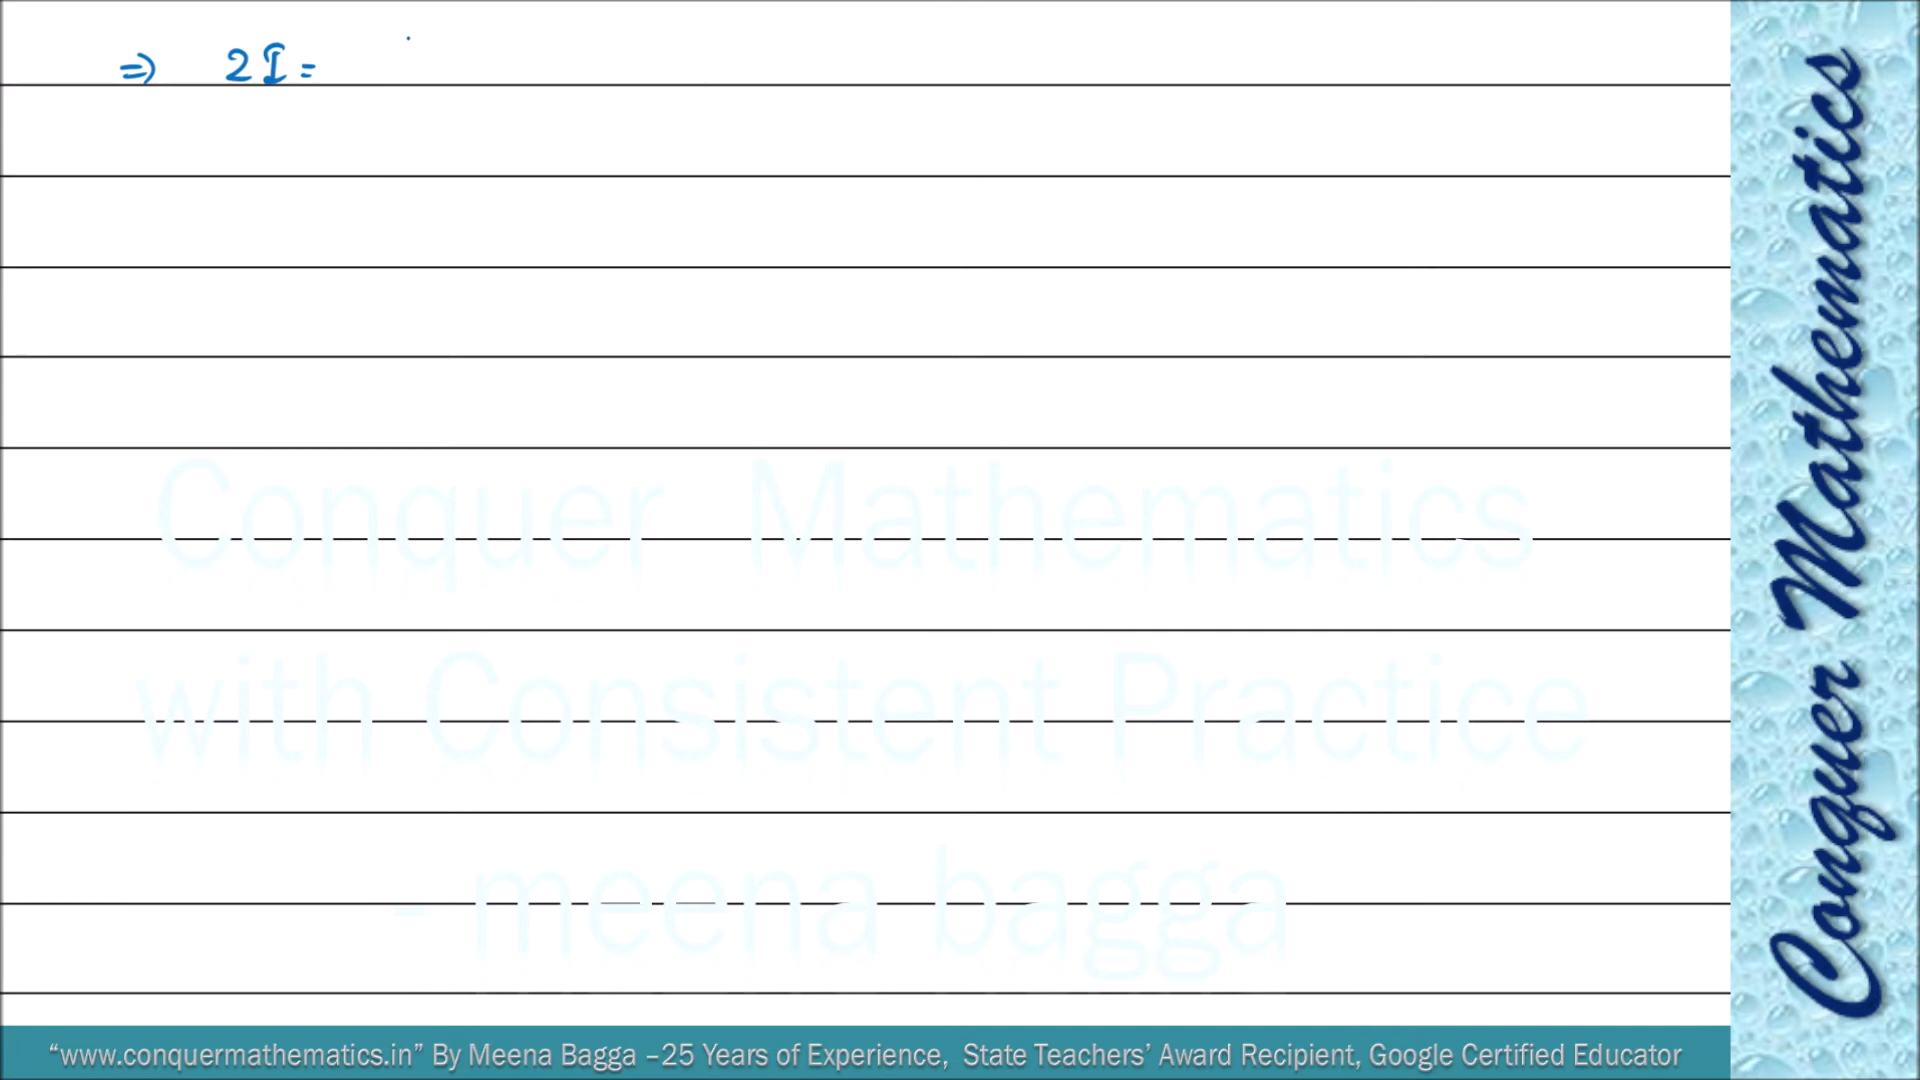 ⇒ 2I =
Conquer Mathematics
with Consistent Practice
- meena bagga
“www.conquermathematics.in” By Meena Bagga –25 Years of Experience, State Teachers’ Award Recipient, Google Certified Educator
Conquer Mathematics